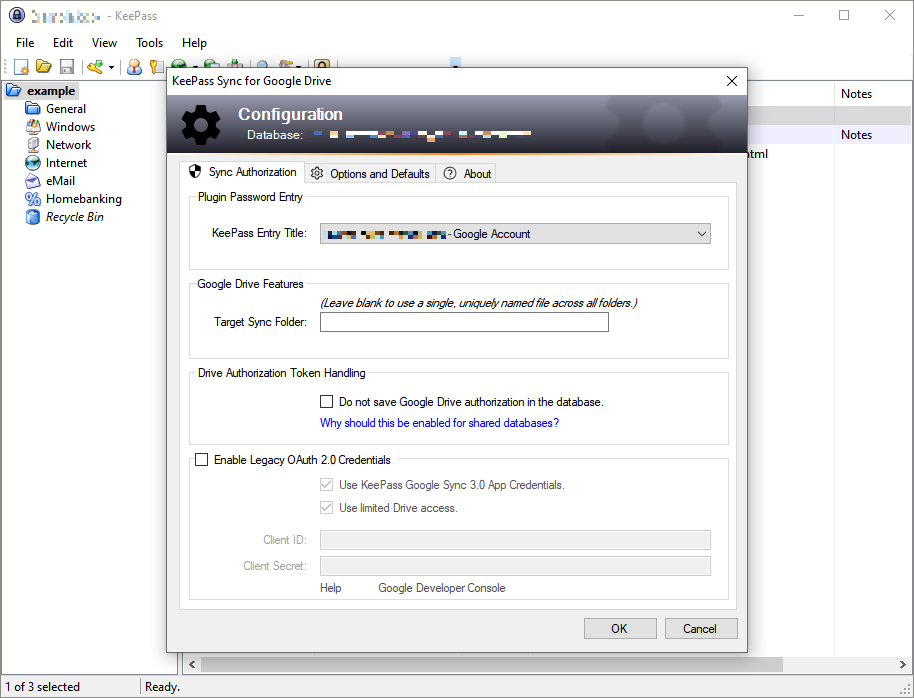 - KeePass
File Edit View Tools Help
KeePass Sync for Google Drive
Configuration
Database:
Sync Authorization Options and Defaults About
Plugin Password Entry
KeePass Entry Title: - Google Account
Google Drive Features
(Leave blank to use a single, uniquely named file across all folders.)
Target Sync Folder:
Drive Authorization Token Handling
Do not save Google Drive authorization in the database.
Why should this be enabled for shared databases?
Enable Legacy OAuth 2.0 Credentials
Use KeePass Google Sync 3.0 App Credentials.
Use limited Drive access.
Client ID:
Client Secret:
Help Google Developer Console
OK Cancel
example
General
Windows
Network
Internet
eMail
Homebanking
Recycle Bin
Notes
Notes
html
1 of 3 selected Ready.